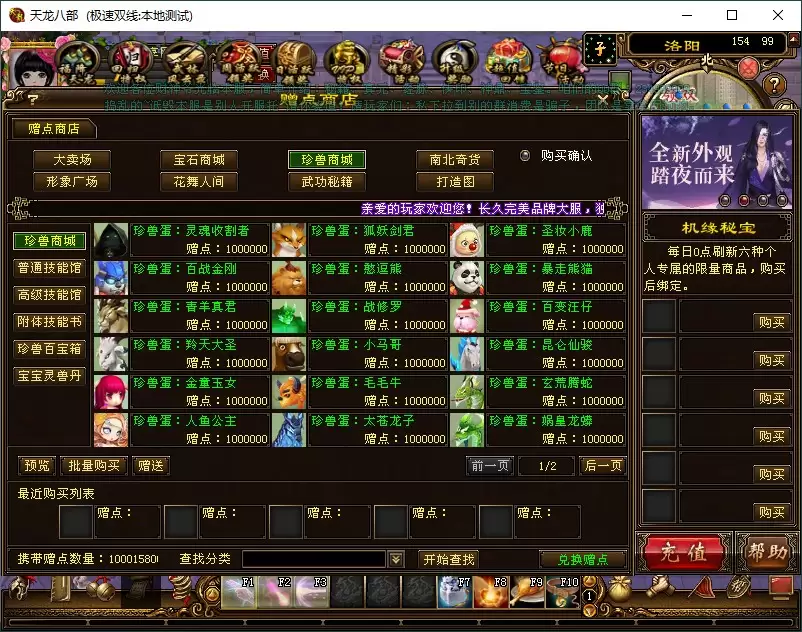 天龙八部 (极速双线:本地测试)
洛阳
154 99
北
赠点商店
赠点商店
大卖场
宝石商城
珍兽商城
南北奇货
购买确认
形象广场
花舞人间
武功秘籍
打造图
亲爱的玩家欢迎您！长久完美品牌大服，
珍兽商城
普通技能馆
高级技能馆
附体技能书
珍兽百宝箱
宝宝灵兽丹
珍兽蛋：灵魂收割者
赠点：1000000
珍兽蛋：狐妖剑君
赠点：1000000
珍兽蛋：圣妆小鹿
赠点：1000000
珍兽蛋：百战金刚
赠点：1000000
珍兽蛋：憨逗熊
赠点：1000000
珍兽蛋：暴走熊猫
赠点：1000000
珍兽蛋：青羊真君
赠点：1000000
珍兽蛋：战修罗
赠点：1000000
珍兽蛋：百变汪仔
赠点：1000000
珍兽蛋：羚天大圣
赠点：1000000
珍兽蛋：小马哥
赠点：1000000
珍兽蛋：昆仑仙骏
赠点：1000000
珍兽蛋：金童玉女
赠点：1000000
珍兽蛋：毛毛牛
赠点：1000000
珍兽蛋：玄荒腾蛇
赠点：1000000
珍兽蛋：人鱼公主
赠点：1000000
珍兽蛋：太苍龙子
赠点：1000000
珍兽蛋：娲皇龙蟒
赠点：1000000
预览
批量购买
赠送
前一页
1/2
后一页
最近购买列表
赠点：
赠点：
赠点：
赠点：
赠点：
携带赠点数量：
查找分类
开始查找
兑换赠点
全新外观
踏夜而来
机缘秘宝
每日0点刷新六种个
人专属的限量商品，购买
后绑定。
购买
购买
购买
购买
购买
购买
充值
帮助
F1
F2
F3
F7
F8
F9
F10
1